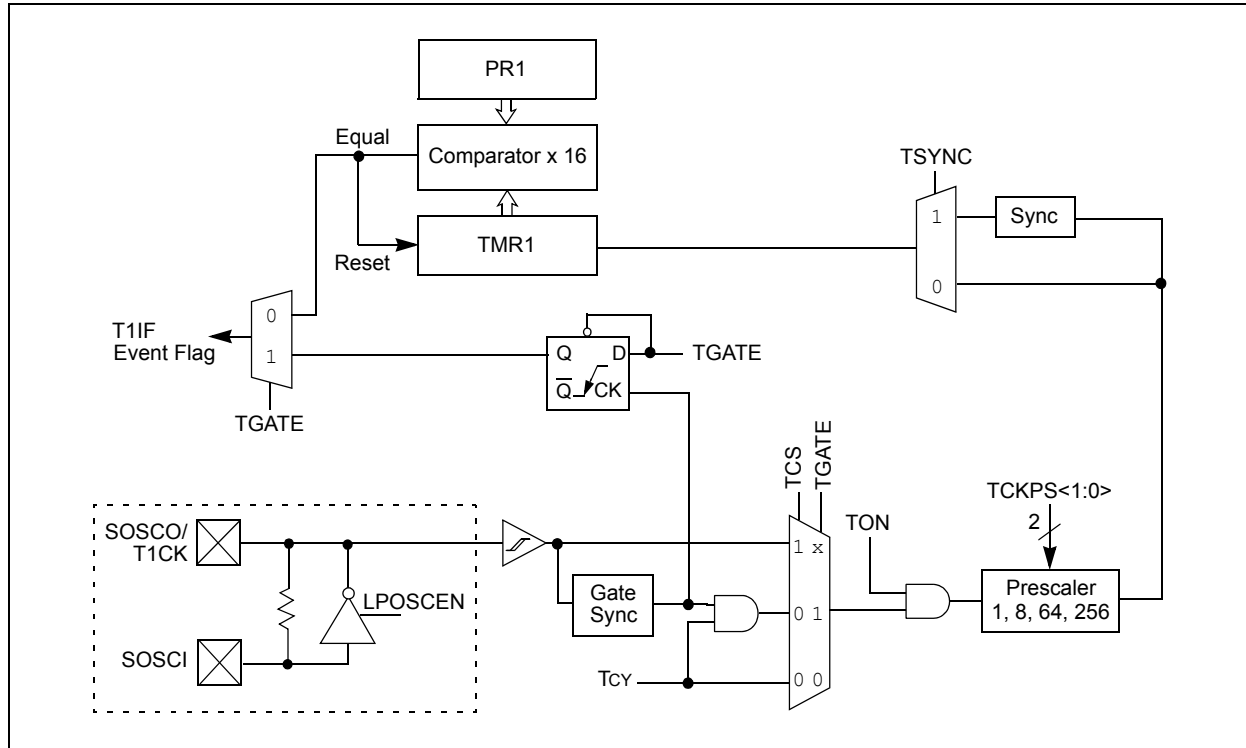 PR1
Equal
Comparator x 16
TSYNC
1
Sync
Reset
TMR1
0
0
T1IF
Event Flag
1
Q
D
TGATE
Q̅
CK
TGATE
TCS
TGATE
TCKPS<1:0>
TON
2
SOSCO/
T1CK
1 x
Prescaler
1, 8, 64, 256
Gate
Sync
LPOSCEN
0 1
SOSCI
TCY
0 0